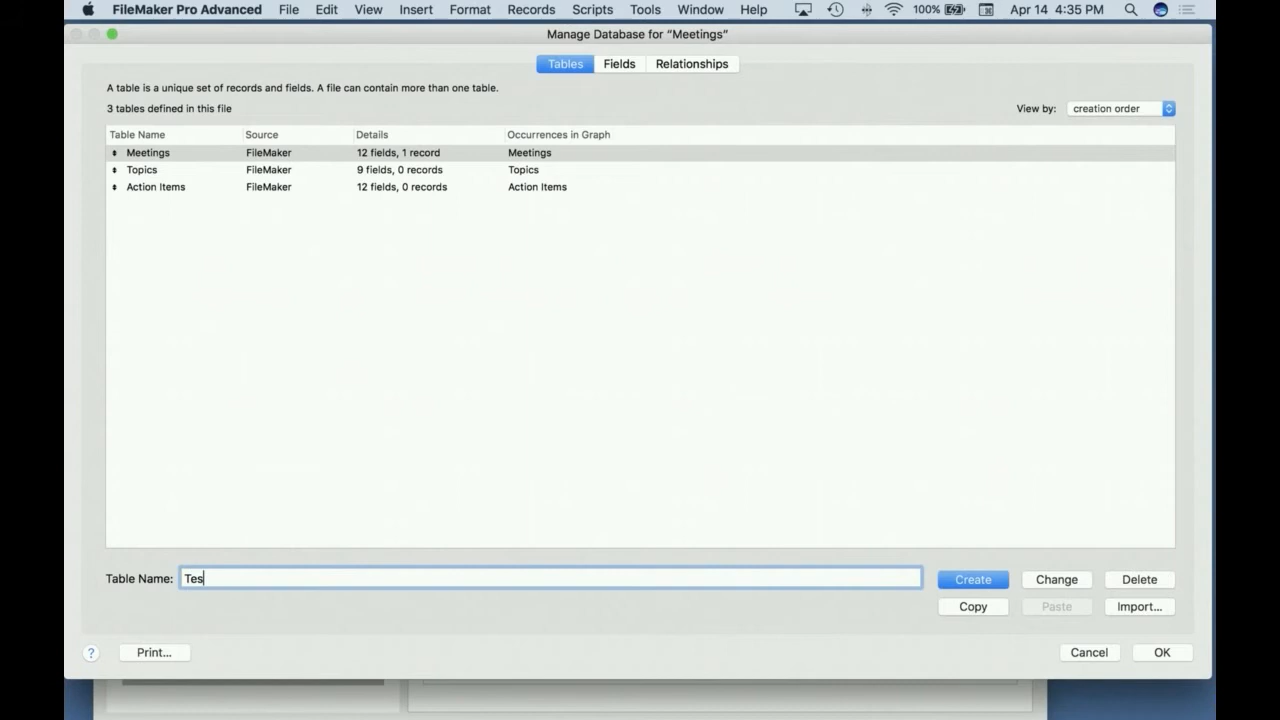 FileMaker Pro Advanced File Edit View Insert Format Records Scripts Tools Window Help 100% Apr 14 4:35 PM
Manage Database for “Meetings”
Tables Fields Relationships
A table is a unique set of records and fields. A file can contain more than one table.
3 tables defined in this file View by: creation order
Table Name Source Details Occurrences in Graph
Meetings FileMaker 12 fields, 1 record Meetings
Topics FileMaker 9 fields, 0 records Topics
Action Items FileMaker 12 fields, 0 records Action Items
Table Name: Tes Create Change Delete
Copy Paste Import...
? Print... Cancel OK